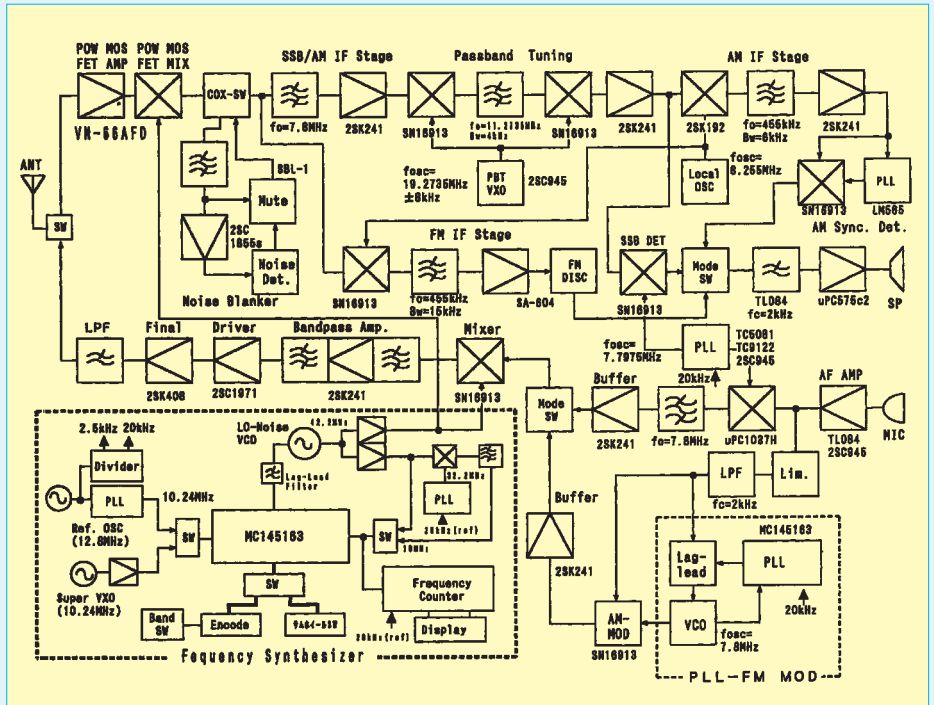 POW MOS POW MOS
FET AMP FET MIX
SSB/AM IF Stage
Passband Tuning
AM IF Stage
COX-SW
VN-66AFD
fo=7.8MHz
2SK241
SN16913
fo=11.2135MHz
Bw=4kHz
SN16913
2SK241
2SK192
fo=455kHz
Bw=6kHz
2SK241
ANT
SBL-1
Mute
fosc=
19.2735MHz
±6kHz
PBT
VXO
2SC945
Local
OSC
fosc=
8.255MHz
SN16913
PLL
LM565
AM Sync. Det.
SW
2SC
1855s
Noise
Det.
Noise Blanker
FM IF Stage
SN16913
fo=455kHz
Bw=15kHz
SA-604
FM
DISC
SSB DET
SN16913
Mode
SW
TL084
fc=2kHz
uPC575c2
SP
LPF
Final
Driver
Bandpass Amp.
Mixer
2SK408
2SC1971
2SK241
SN16913
fosc=
7.7975MHz
PLL
TC5081
TC9122
2SC945
20kHz
Mode
SW
Buffer
2SK241
fo=7.8MHz
uPC1037H
AF AMP
TL084
2SC945
MIC
2.5kHz
20kHz
Divider
PLL
10.24MHz
Ref. OSC
(12.8MHz)
Super VXO
(10.24MHz)
SW
LO-Noise
VCO
Lag-Lead
Filter
MC145163
SW
PLL
20kHz(ref)
SW
Band
SW
Encode
Frequency
Counter
20kHz(ref)
Display
Fequency Synthesizer
Buffer
2SK241
LPF
fc=2kHz
Lim.
AM-
MOD
SN16913
MC145163
Lag-
lead
PLL
20kHz
VCO
fosc=
7.8MHz
PLL-FM MOD